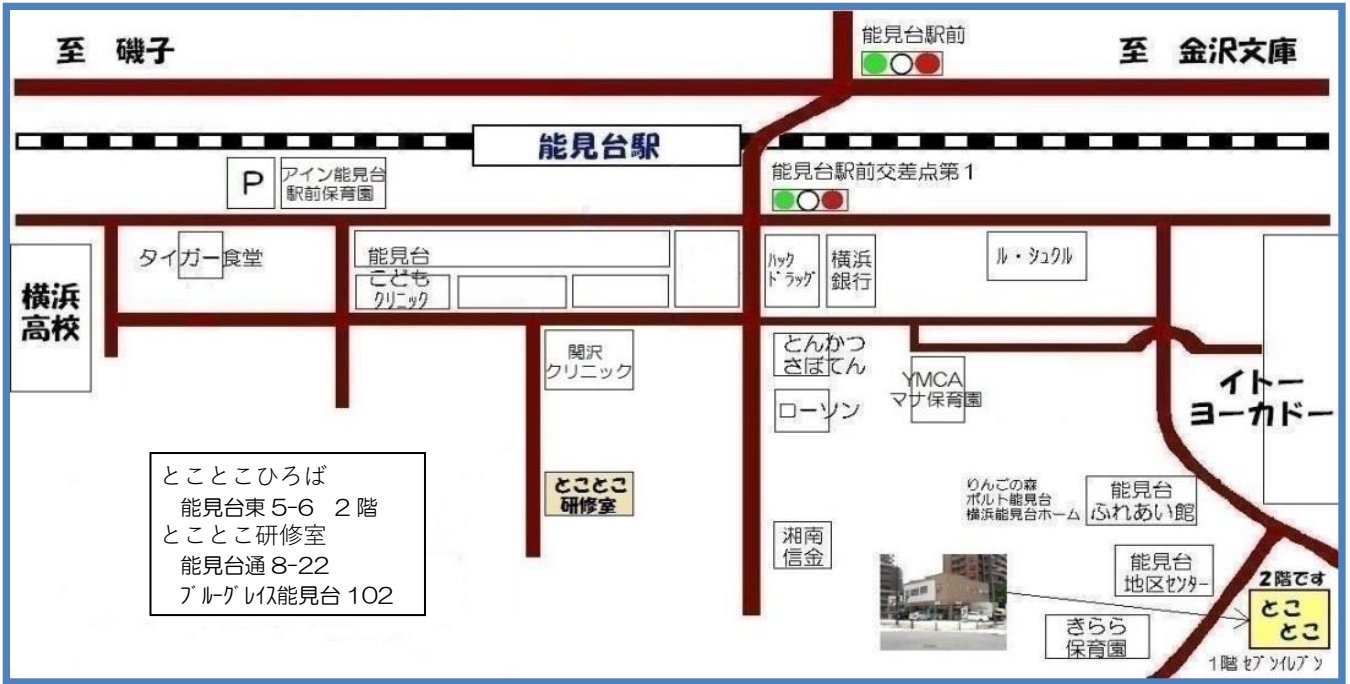 至　磯子
能見台駅前
至　金沢文庫
能見台駅
能見台駅前交差点第1
P
アイン能見台
駅前保育園
タイガー食堂
能見台
こども
クリニック
ハック
ドラッグ
横浜
銀行
ル・シュクル
横浜
高校
関沢
クリニック
とんかつ
さぼてん
ローソン
YMCA
マナ保育園
イトー
ヨーカドー
とことこひろば
能見台東 5-6　2 階
とことこ研修室
能見台通 8-22
ブルーグレイス能見台 102
とことこ
研修室
湘南
信金
りんごの森
ポルト能見台
横浜能見台ホーム
能見台
ふれあい館
能見台
地区センター
きらら
保育園
2階です
とこ
とこ
1階 セブンイレブン